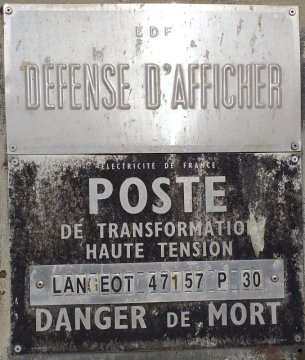 EDF
DÉFENSE D'AFFICHER
ÉLECTRICITÉ DE FRANCE
POSTE
DE TRANSFORMATION
HAUTE TENSION
LANGEOT 47157 P 30
DANGER DE MORT